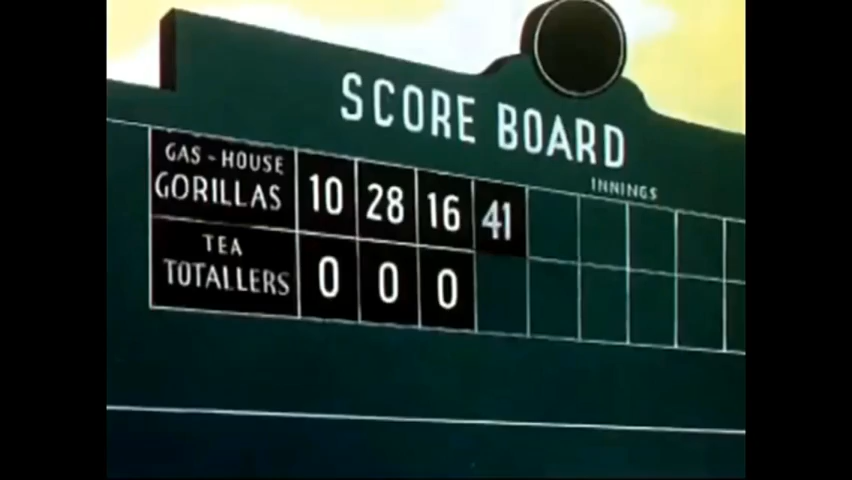 SCORE BOARD
INNINGS
GAS-HOUSE
GORILLAS 10 28 16 41
TEA
TOTALLERS 0 0 0